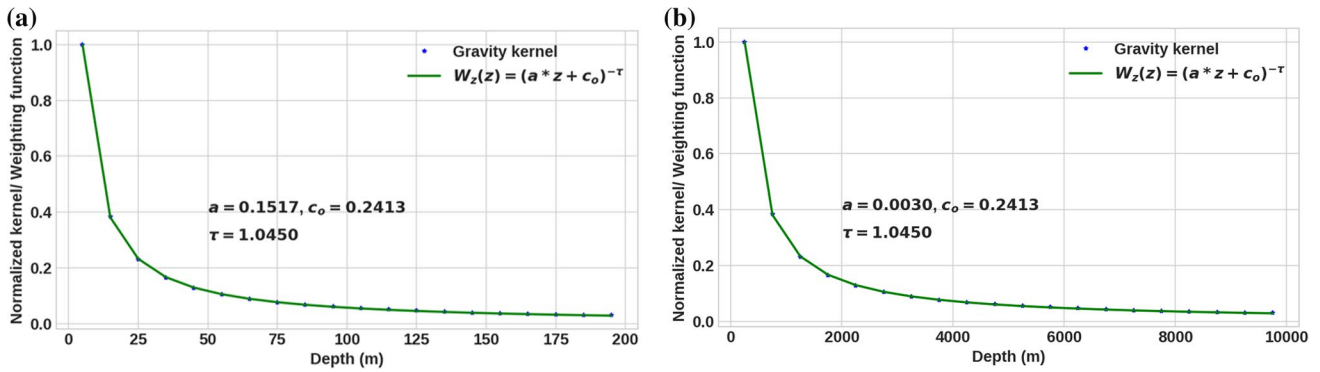 (a)
Normalized kernel/ Weighting function
1.0
0.8
0.6
0.4
0.2
0.0
Gravity kernel
W_z(z) = (a * z + c_o)^{-τ}
a = 0.1517, c_o = 0.2413
τ = 1.0450
0 25 50 75 100 125 150 175 200
Depth (m)
(b)
Normalized kernel/ Weighting function
1.0
0.8
0.6
0.4
0.2
0.0
Gravity kernel
W_z(z) = (a * z + c_o)^{-τ}
a = 0.0030, c_o = 0.2413
τ = 1.0450
0 2000 4000 6000 8000 10000
Depth (m)